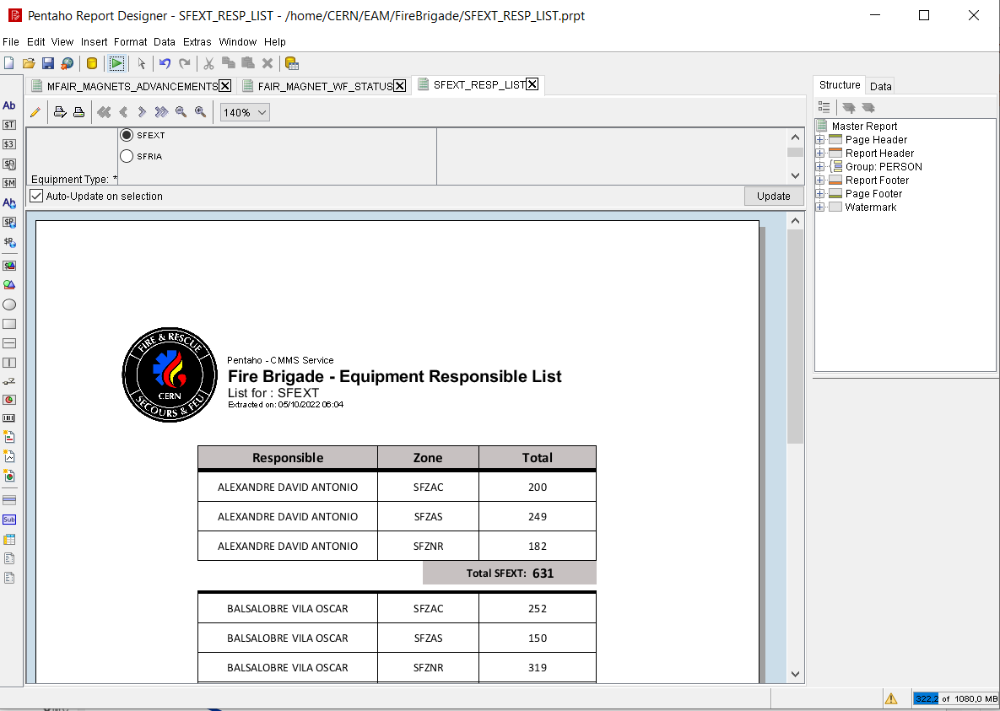 Pentaho Report Designer - SFEXT_RESP_LIST - /home/CERN/EAM/FireBrigade/SFEXT_RESP_LIST.prpt
File Edit View Insert Format Data Extras Window Help
MFAIR_MAGNETS_ADVANCEMENTS FAIR_MAGNET_WF_STATUS SFEXT_RESP_LIST
Structure Data
140%
Ab
$T
$3
$M
Ab
$P
$P
Sub
SFEXT
SFRIA
Equipment Type: *
Auto-Update on selection Update
Master Report
Page Header
Report Header
Group: PERSON
Report Footer
Page Footer
Watermark
FIRE & RESCUE
CERN
SECOURS & FEU
Pentaho - CMMS Service
Fire Brigade - Equipment Responsible List
List for : SFEXT
Extracted on: 05/10/2022 06:04
Responsible Zone Total
ALEXANDRE DAVID ANTONIO SFZAC 200
ALEXANDRE DAVID ANTONIO SFZAS 249
ALEXANDRE DAVID ANTONIO SFZNR 182
Total SFEXT: 631
BALSALOBRE VILA OSCAR SFZAC 252
BALSALOBRE VILA OSCAR SFZAS 150
BALSALOBRE VILA OSCAR SFZNR 319
322,2 of 1080,0 MB